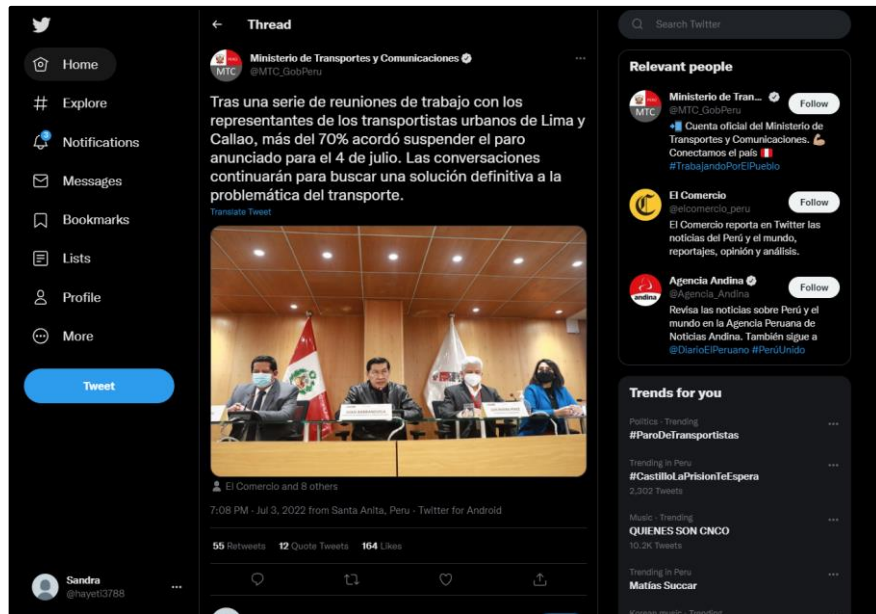 Home
Explore
Notifications
Messages
Bookmarks
Lists
Profile
More
Tweet
Sandra
@hayeti3788
Thread
MTC
Ministerio de Transportes y Comunicaciones
@MTC_GobPeru
Tras una serie de reuniones de trabajo con los
representantes de los transportistas urbanos de Lima y
Callao, más del 70% acordó suspender el paro
anunciado para el 4 de julio. Las conversaciones
continuarán para buscar una solución definitiva a la
problemática del transporte.
Translate Tweet
El Comercio and 8 others
7:08 PM · Jul 3, 2022 from Santa Anita, Peru · Twitter for Android
55 Retweets 12 Quote Tweets 164 Likes
Search Twitter
Relevant people
MTC
Ministerio de Tran...
@MTC_GobPeru
Follow
Cuenta oficial del Ministerio de
Transportes y Comunicaciones.
Conectamos el país
#TrabajandoPorElPueblo
El Comercio
@elcomercio_peru
Follow
El Comercio reporta en Twitter las
noticias del Perú y el mundo,
reportajes, opinión y análisis.
andina
Agencia Andina
@Agencia_Andina
Follow
Revisa las noticias sobre Perú y el
mundo en la Agencia Peruana de
Noticias Andina. También sigue a
@DiarioElPeruano #PerúUnido
Trends for you
Politics · Trending
#ParoDeTransportistas
Trending in Peru
#CastilloLaPrisionTeEspera
2,302 Tweets
Music · Trending
QUIENES SON CNCO
10.2K Tweets
Trending in Peru
Matías Succar
Korean music · Trending